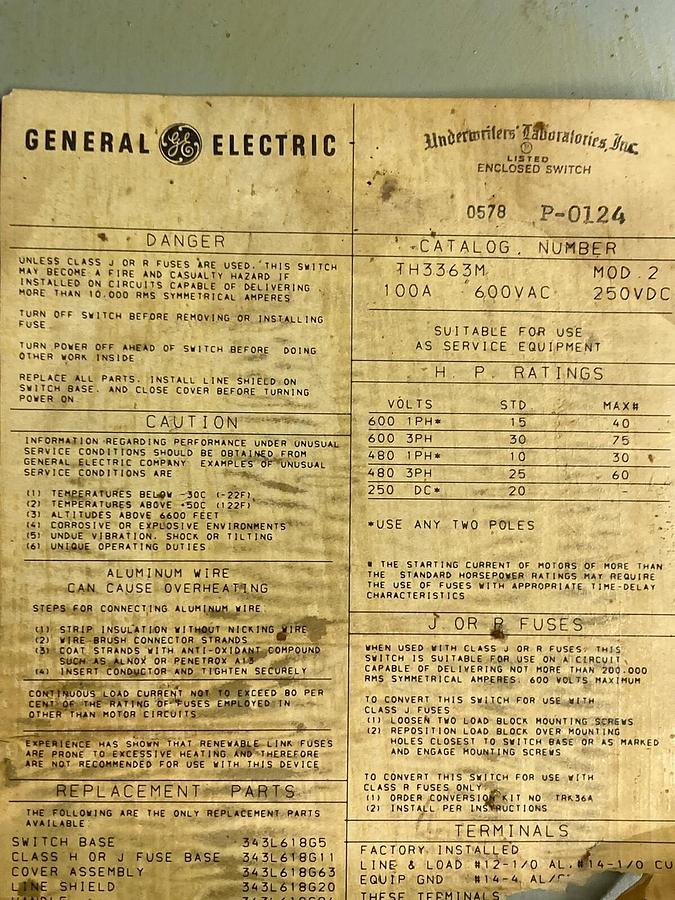 GENERAL GE ELECTRIC
DANGER
UNLESS CLASS J OR R FUSES ARE USED, THIS SWITCH
MAY BECOME A FIRE AND CASUALTY HAZARD IF
INSTALLED ON CIRCUITS CAPABLE OF DELIVERING
MORE THAN 10,000 RMS SYMMETRICAL AMPERES
TURN OFF SWITCH BEFORE REMOVING OR INSTALLING
FUSE
TURN POWER OFF AHEAD OF SWITCH BEFORE DOING
OTHER WORK INSIDE
REPLACE ALL PARTS, INSTALL LINE SHIELD ON
SWITCH BASE, AND CLOSE COVER BEFORE TURNING
POWER ON
CAUTION
INFORMATION REGARDING PERFORMANCE UNDER UNUSUAL
SERVICE CONDITIONS SHOULD BE OBTAINED FROM
GENERAL ELECTRIC COMPANY EXAMPLES OF UNUSUAL
SERVICE CONDITIONS ARE
(1) TEMPERATURES BELOW -30C (-22F)
(2) TEMPERATURES ABOVE +50C (122F)
(3) ALTITUDES ABOVE 6600 FEET
(4) CORROSIVE OR EXPLOSIVE ENVIRONMENTS
(5) UNDUE VIBRATION, SHOCK OR TILTING
(6) UNIQUE OPERATING DUTIES
ALUMINUM WIRE
CAN CAUSE OVERHEATING
STEPS FOR CONNECTING ALUMINUM WIRE
(1) STRIP INSULATION WITHOUT NICKING WIRE
(2) WIRE BRUSH CONNECTOR STRANDS
(3) COAT STRANDS WITH ANTI-OXIDANT COMPOUND
SUCH AS ALNOX OR PENETROX A13
(4) INSERT CONDUCTOR AND TIGHTEN SECURELY
CONTINUOUS LOAD CURRENT NOT TO EXCEED 80 PER
CENT OF THE RATING OF FUSES EMPLOYED IN
OTHER THAN MOTOR CIRCUITS
EXPERIENCE HAS SHOWN THAT RENEWABLE LINK FUSES
ARE PRONE TO EXCESSIVE HEATING AND THEREFORE
ARE NOT RECOMMENDED FOR USE WITH THIS DEVICE
REPLACEMENT PARTS
THE FOLLOWING ARE THE ONLY REPLACEMENT PARTS
AVAILABLE
SWITCH BASE 343L618G5
CLASS H OR J FUSE BASE 343L618G11
COVER ASSEMBLY 343L618G63
LINE SHIELD 343L618G20
HANDLE
Underwriters' Laboratories, Inc.
LISTED
ENCLOSED SWITCH
0578 P-0124
CATALOG NUMBER
TH3363M MOD. 2
100A 600VAC 250VDC
SUITABLE FOR USE
AS SERVICE EQUIPMENT
H. P. RATINGS
VOLTS STD MAX#
600 1PH* 15 40
600 3PH 30 75
480 1PH* 10 30
480 3PH 25 60
250 DC* 20 -
*USE ANY TWO POLES
# THE STARTING CURRENT OF MOTORS OF MORE THAN
THE STANDARD HORSEPOWER RATINGS MAY REQUIRE
THE USE OF FUSES WITH APPROPRIATE TIME-DELAY
CHARACTERISTICS
J OR R FUSES
WHEN USED WITH CLASS J OR R FUSES, THIS
SWITCH IS SUITABLE FOR USE ON A CIRCUIT
CAPABLE OF DELIVERING NOT MORE THAN 200,000
RMS SYMMETRICAL AMPERES, 600 VOLTS MAXIMUM
TO CONVERT THIS SWITCH FOR USE WITH
CLASS J FUSES
(1) LOOSEN TWO LOAD BLOCK MOUNTING SCREWS
(2) REPOSITION LOAD BLOCK OVER MOUNTING
HOLES CLOSEST TO SWITCH BASE OR AS MARKED
AND ENGAGE MOUNTING SCREWS
TO CONVERT THIS SWITCH FOR USE WITH
CLASS R FUSES ONLY:
(1) ORDER CONVERSION KIT NO TRK36A
(2) INSTALL PER INSTRUCTIONS
TERMINALS
FACTORY INSTALLED
LINE & LOAD #12-1/0 AL, #14-1/0 CU
EQUIP GND #14-4 AL/
THESE TERMINALS